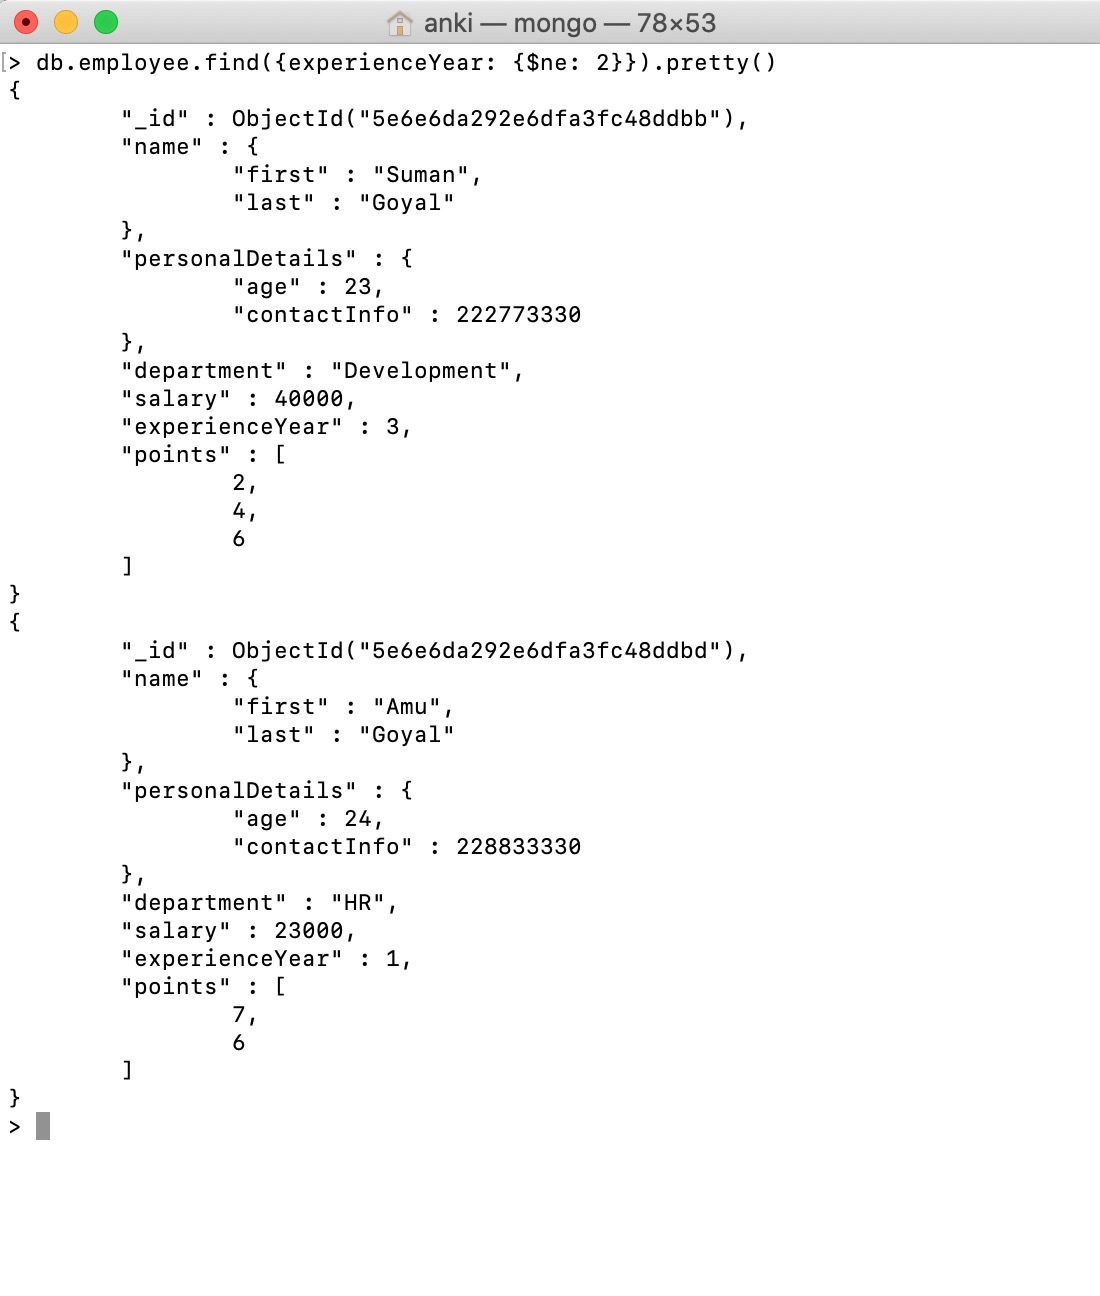 anki — mongo — 78×53
[> db.employee.find({experienceYear: {$ne: 2}}).pretty()
{
        "_id" : ObjectId("5e6e6da292e6dfa3fc48ddbb"),
        "name" : {
                "first" : "Suman",
                "last" : "Goyal"
        },
        "personalDetails" : {
                "age" : 23,
                "contactInfo" : 222773330
        },
        "department" : "Development",
        "salary" : 40000,
        "experienceYear" : 3,
        "points" : [
                2,
                4,
                6
        ]
}
{
        "_id" : ObjectId("5e6e6da292e6dfa3fc48ddbd"),
        "name" : {
                "first" : "Amu",
                "last" : "Goyal"
        },
        "personalDetails" : {
                "age" : 24,
                "contactInfo" : 228833330
        },
        "department" : "HR",
        "salary" : 23000,
        "experienceYear" : 1,
        "points" : [
                7,
                6
        ]
}
>